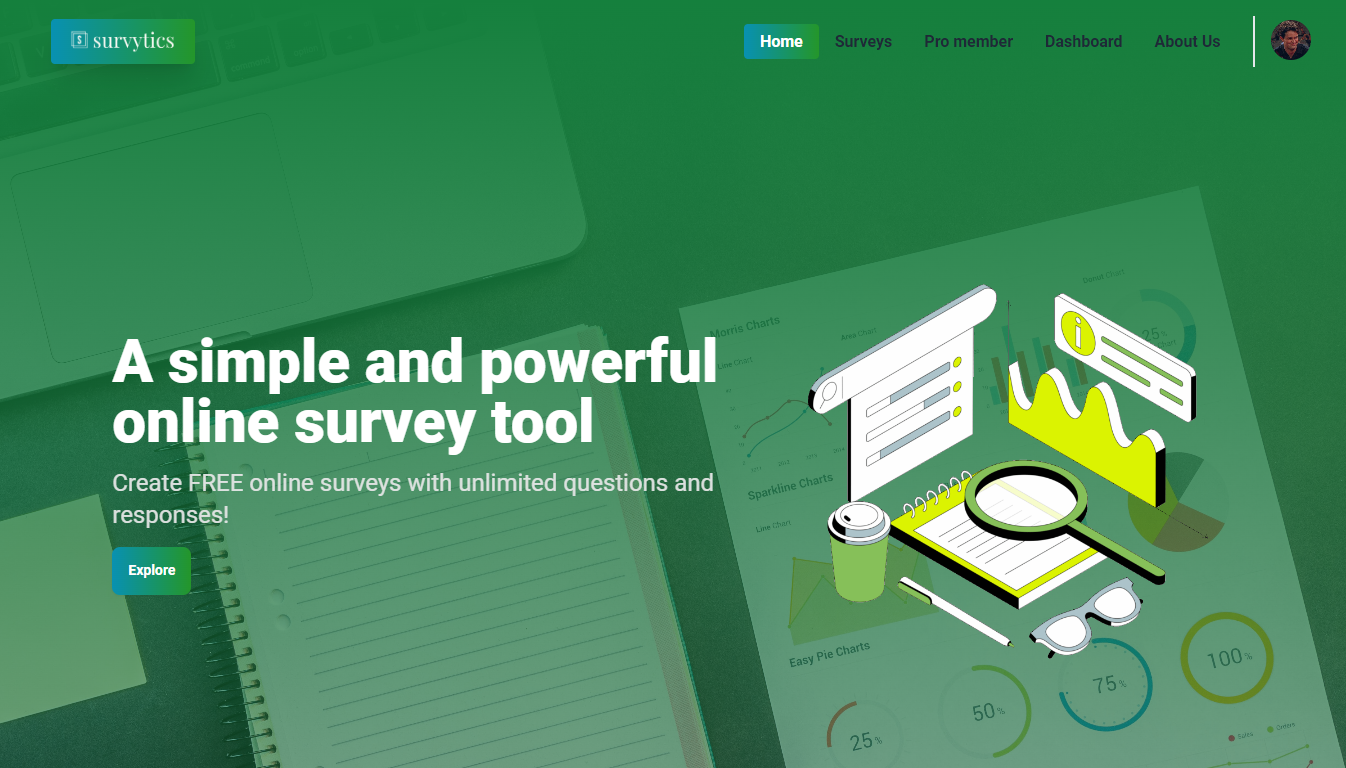 survytics
Home
Surveys
Pro member
Dashboard
About Us
A simple and powerful
online survey tool
Create FREE online surveys with unlimited questions and
responses!
Explore
Morris Charts
Line Chart
Area Chart
Donut Chart
25%
Sparkline Charts
Line Chart
Easy Pie Charts
25%
50%
75%
100%
Sales
Orders